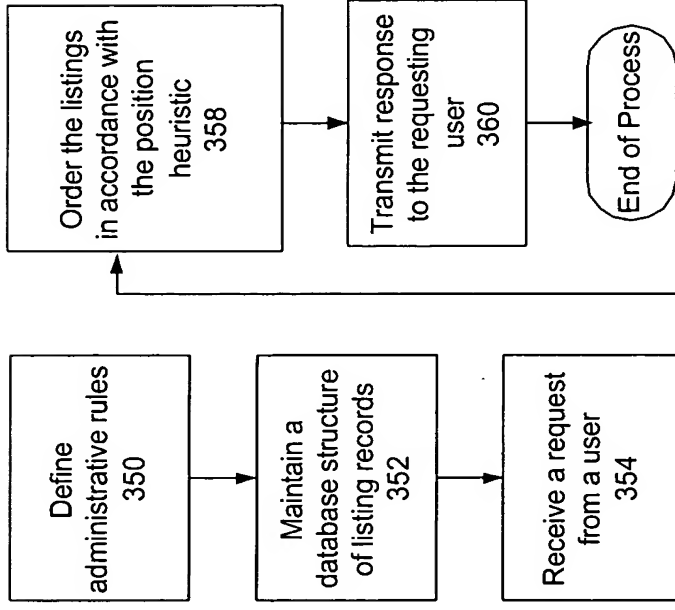 Define
administrative rules
350
Maintain a
database structure
of listing records
352
Receive a request
from a user
354
Order the listings
in accordance with
the position
heuristic
358
Transmit response
to the requesting
user
360
End of Process